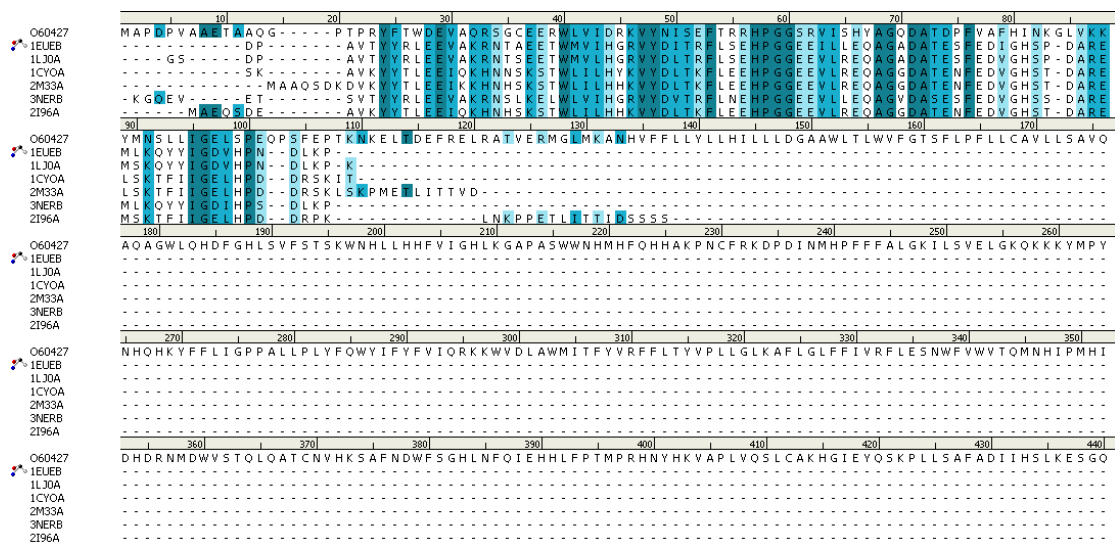 10 20 30 40 50 60 70 80
O60427 MAPDPVAAETAAQG-----PTPRYFTWDEVAQRSGCEERWLVIDRKVYNISEFTRRHPGGSRVISHYAGQDATDPFVAFHINKGLVKK
1EUEB -----------DP------AVTYYRLEEVAKRNTAEETWMVIHGRVYDITRFLSEHPGGEEILLEQAGADATESFEDIGHSP-DARE
1LJ0A ----GS-----DP------AVTYYRLEEVAKRNTSEETWMVLHGRVYDLTRFLSEHPGGEEVLREQAGADATESFEDVGHSP-DARE
1CYOA -----------SK------AVKYYTLEEIQKHNNSKSTWLILHYKVYDLTKFLEEHPGGEEVLREQAGGDATENFEDVGHST-DARE
2M33A -------------MAAQSDKDVKYYTLEEIKKHNHSKSTWLILHHKVYDLTKFLEEHPGGEEVLREQAGGDATENFEDVGHST-DARE
3NERB -KGQEV-----ET------SVTYYRLEEVAKRNSLKELWLVIHGRVYDVTRFLNEHPGGEEVLLEQAGVDASESFEDVGHSS-DARE
2I96A ------MAEQSDE------AVKYYTLEEIQKHNHSKSTWLILHHKVYDLTKFLEEHPGGEEVLREQAGGDATENFEDVGHST-DARE
90 100 110 120 130 140 150 160 170
O60427 YMNSLLIGELSPEQPSFEPTKNKELTDEFRELRATVERMGLMKANHVFFLLYLLHILLLDGAAWLTLWVFGTSFLPFLLCAVLLSAVQ
1EUEB MLKQYYIGDVHPN--DLKP---------------------------------------------------------------------
1LJ0A MSKQYYIGDVHPN--DLKP-K-------------------------------------------------------------------
1CYOA LSKTFIIGELHPD--DRSKIT-------------------------------------------------------------------
2M33A LSKTFIIGELHPD--DRSKLSKPMETLITTVD--------------------------------------------------------
3NERB MLKQYYIGDIHPS--DLKP---------------------------------------------------------------------
2I96A MSKTFIIGELHPD--DRPK--------------LNKPPETLITTIDSSSS---------------------------------------
180 190 200 210 220 230 240 250 260
O60427 AQAGWLQHDFGHLSVFSTSKWNHLLHHFVIGHLKGAPASWWNHMHFQHHAKPNCFRKDPDINMHPFFFALGKILSVELGKQKKKYMPY
1EUEB ----------------------------------------------------------------------------------------
1LJ0A ----------------------------------------------------------------------------------------
1CYOA ----------------------------------------------------------------------------------------
2M33A ----------------------------------------------------------------------------------------
3NERB ----------------------------------------------------------------------------------------
2I96A ----------------------------------------------------------------------------------------
270 280 290 300 310 320 330 340 350
O60427 NHQHKYFFLIGPPALLPLYFQWYIFYFVIQRKKWVDLAWMITFYVRFFLTYVPLLGLKAFLGLFFIVRFLESNWFVWVTQMNHIPMHI
1EUEB ----------------------------------------------------------------------------------------
1LJ0A ----------------------------------------------------------------------------------------
1CYOA ----------------------------------------------------------------------------------------
2M33A ----------------------------------------------------------------------------------------
3NERB ----------------------------------------------------------------------------------------
2I96A ----------------------------------------------------------------------------------------
360 370 380 390 400 410 420 430 440
O60427 DHDRNMDWVSTQLQATCNVHKSAFNDWFSGHLNFQIEHHLFPTMPRHNYHKVAPLVQSLCAKHGIEYQSKPLLSAFADIIHSLKESGQ
1EUEB ----------------------------------------------------------------------------------------
1LJ0A ----------------------------------------------------------------------------------------
1CYOA ----------------------------------------------------------------------------------------
2M33A ----------------------------------------------------------------------------------------
3NERB ----------------------------------------------------------------------------------------
2I96A ----------------------------------------------------------------------------------------